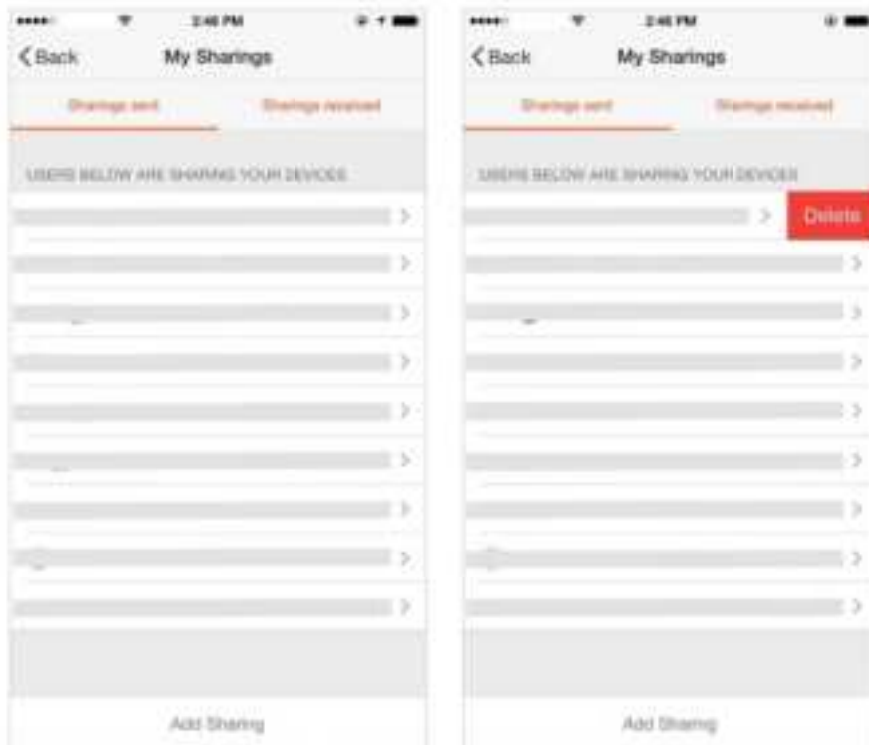 2:46 PM
Back My Sharings
Sharings sent Sharings received
USERS BELOW ARE SHARING YOUR DEVICES
Add Sharing
2:46 PM
Back My Sharings
Sharings sent Sharings received
USERS BELOW ARE SHARING YOUR DEVICES
Delete
Add Sharing